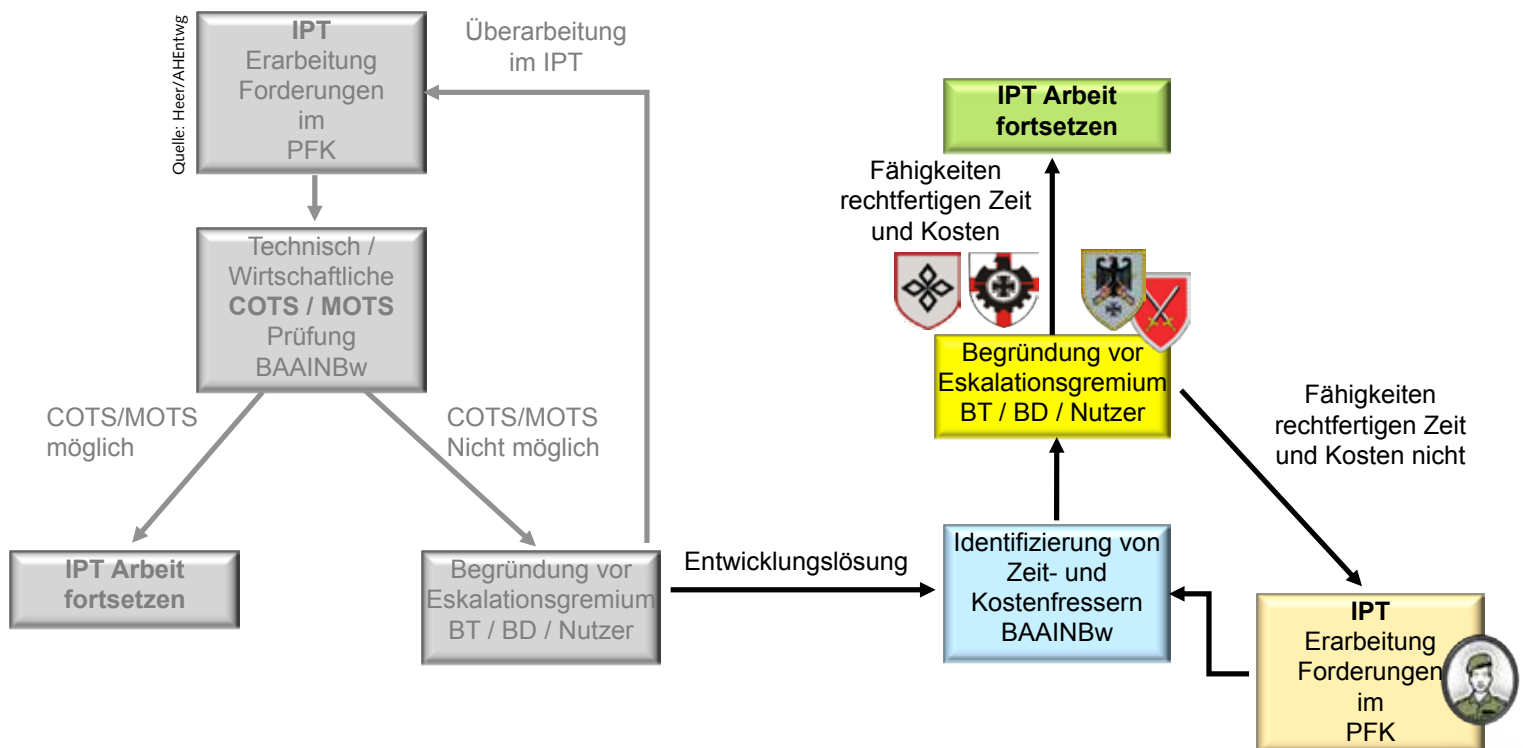 Quelle: Heer/AHEntwg
IPT
Erarbeitung
Forderungen
im
PFK
Überarbeitung
im IPT
Technisch /
Wirtschaftliche
COTS / MOTS
Prüfung
BAAINBw
COTS/MOTS
möglich
COTS/MOTS
Nicht möglich
IPT Arbeit
fortsetzen
Begründung vor
Eskalationsgremium
BT / BD / Nutzer
Entwicklungslösung
IPT Arbeit
fortsetzen
Fähigkeiten
rechtfertigen Zeit
und Kosten
Begründung vor
Eskalationsgremium
BT / BD / Nutzer
Fähigkeiten
rechtfertigen Zeit
und Kosten nicht
Identifizierung von
Zeit- und
Kostenfressern
BAAINBw
IPT
Erarbeitung
Forderungen
im
PFK